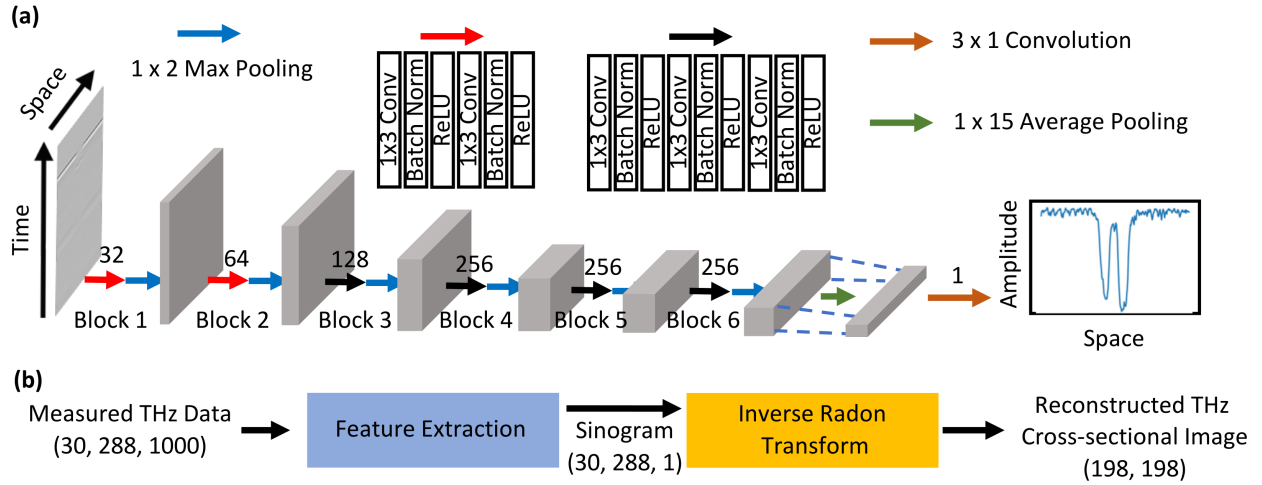 (a)
1 x 2 Max Pooling
1x3 Conv
Batch Norm
ReLU
1x3 Conv
Batch Norm
ReLU
1x3 Conv
Batch Norm
ReLU
1x3 Conv
Batch Norm
ReLU
1x3 Conv
Batch Norm
ReLU
3 x 1 Convolution
1 x 15 Average Pooling
Space
Time
32
64
128
256
256
256
1
Block 1
Block 2
Block 3
Block 4
Block 5
Block 6
Amplitude
Space
(b)
Measured THz Data
(30, 288, 1000)
Feature Extraction
Sinogram
(30, 288, 1)
Inverse Radon
Transform
Reconstructed THz
Cross-sectional Image
(198, 198)